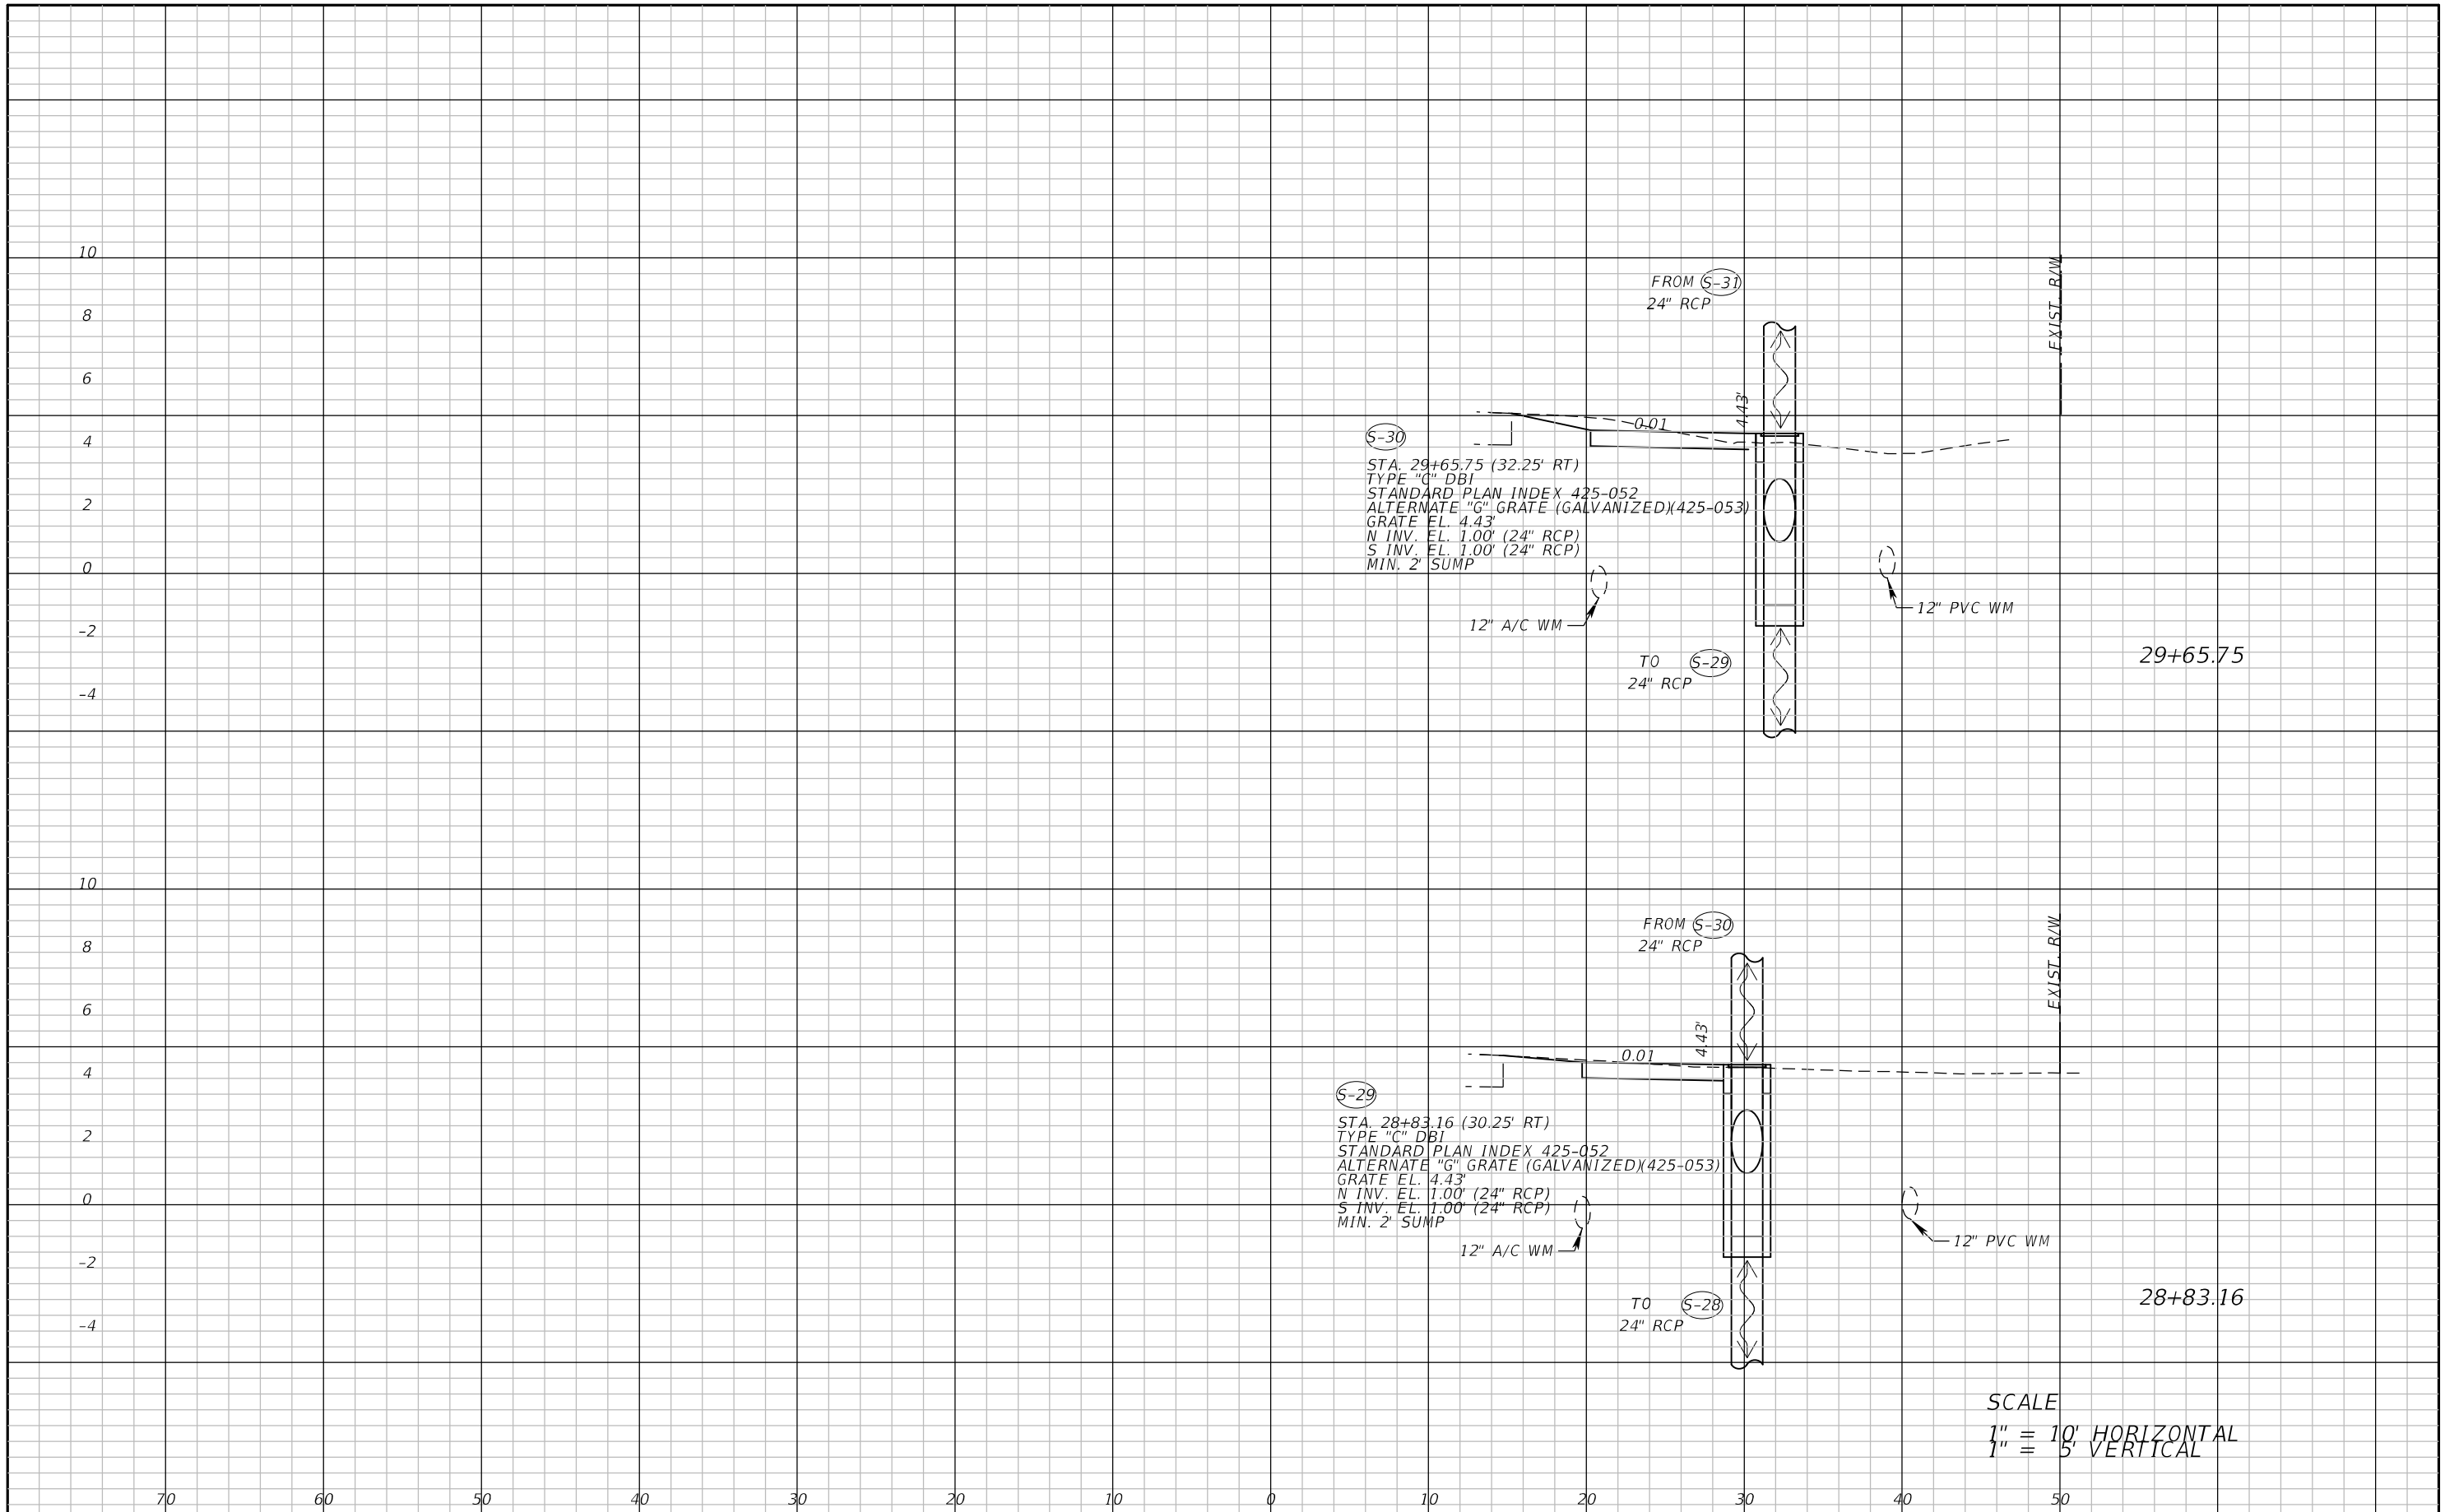 10
8
6
4
2
0
-2
-4
FROM S-31
24" RCP
EXIST. R/W
4.43'
0.01
S-30
STA. 29+65.75 (32.25' RT)
TYPE "C" DBI
STANDARD PLAN INDEX 425-052
ALTERNATE "G" GRATE (GALVANIZED)(425-053)
GRATE EL. 4.43'
N INV. EL. 1.00' (24" RCP)
S INV. EL. 1.00' (24" RCP)
MIN. 2' SUMP
12" A/C WM
12" PVC WM
TO S-29
24" RCP
29+65.75
10
8
6
4
2
0
-2
-4
FROM S-30
24" RCP
EXIST. R/W
4.43'
0.01
S-29
STA. 28+83.16 (30.25' RT)
TYPE "C" DBI
STANDARD PLAN INDEX 425-052
ALTERNATE "G" GRATE (GALVANIZED)(425-053)
GRATE EL. 4.43'
N INV. EL. 1.00' (24" RCP)
S INV. EL. 1.00' (24" RCP)
MIN. 2' SUMP
12" A/C WM
12" PVC WM
TO S-28
24" RCP
28+83.16
SCALE
1" = 10' HORIZONTAL
1" = 5' VERTICAL
70 60 50 40 30 20 10 0 10 20 30 40 50